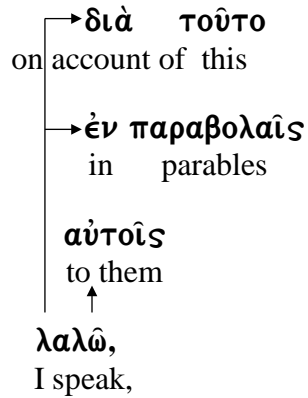 διὰ τοῦτο
on account of this
ἐν παραβολαῖς
in parables
αὐτοῖς
to them
λαλῶ,
I speak,